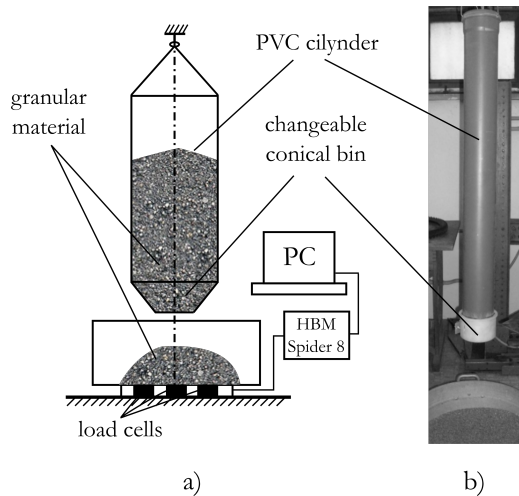 PVC cilynder
granular
material
changeable
conical bin
PC
HBM
Spider 8
load cells
a)
b)